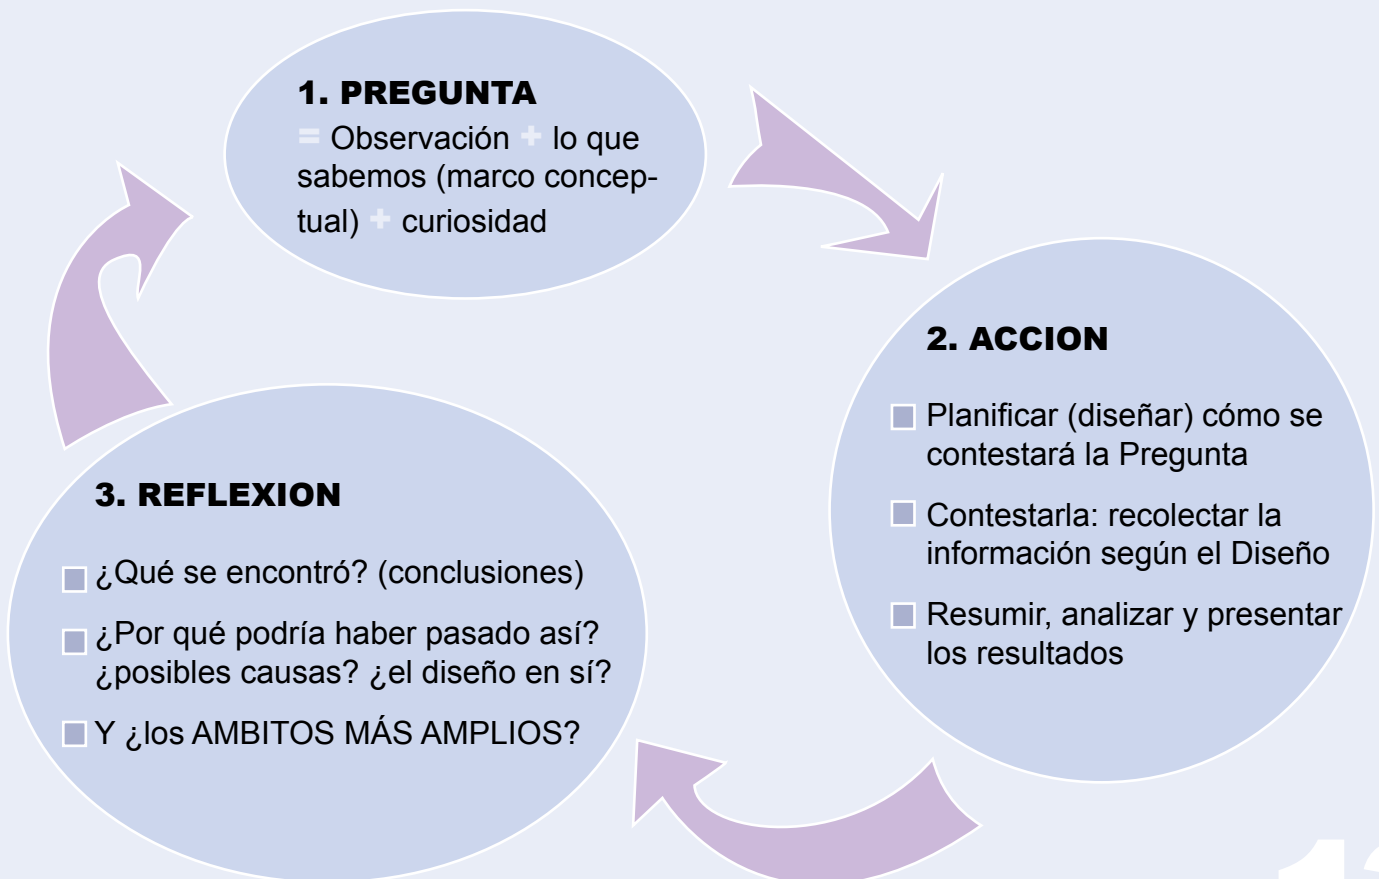 1. PREGUNTA
= Observación + lo que
sabemos (marco concep-
tual) + curiosidad
2. ACCION
Planificar (diseñar) cómo se
contestará la Pregunta
Contestarla: recolectar la
información según el Diseño
Resumir, analizar y presentar
los resultados
3. REFLEXION
¿Qué se encontró? (conclusiones)
¿Por qué podría haber pasado así?
¿posibles causas? ¿el diseño en sí?
Y ¿los AMBITOS MÁS AMPLIOS?